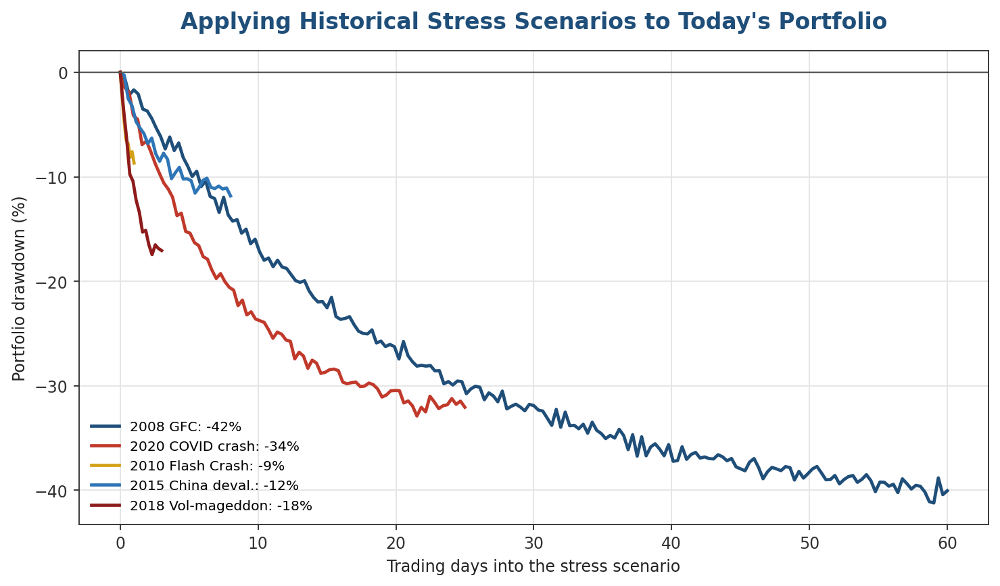 Applying Historical Stress Scenarios to Today's Portfolio
Portfolio drawdown (%)
0
−10
−20
−30
−40
2008 GFC: -42%
2020 COVID crash: -34%
2010 Flash Crash: -9%
2015 China deval.: -12%
2018 Vol-mageddon: -18%
0 10 20 30 40 50 60
Trading days into the stress scenario